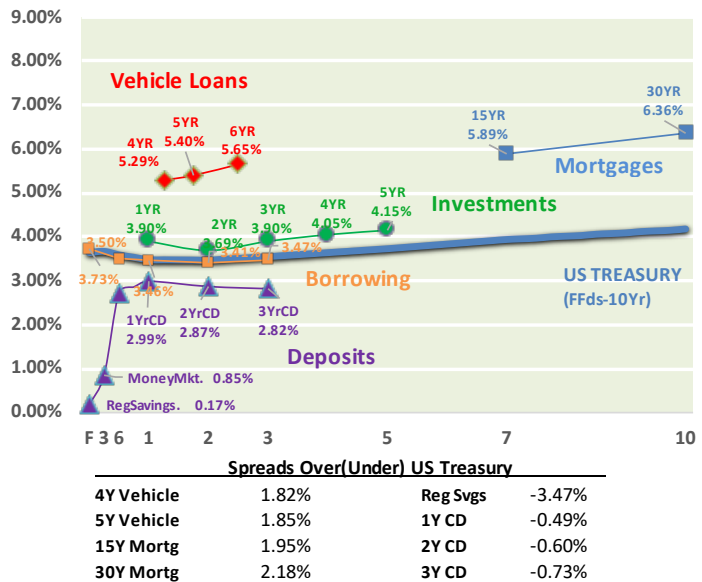 9.00%
8.00%
7.00%
6.00%
5.00%
4.00%
3.00%
2.00%
1.00%
0.00%
Vehicle Loans
4YR
5.29%
5YR
5.40%
6YR
5.65%
15YR
5.89%
30YR
6.36%
Mortgages
1YR
3.90%
2YR
3.69%
3YR
3.90%
4YR
4.05%
5YR
4.15%
Investments
3.73%
3.50%
3.46%
3.41%
3.47%
Borrowing
US TREASURY
(FFds-10Yr)
1YrCD
2.99%
2YrCD
2.87%
3YrCD
2.82%
Deposits
MoneyMkt. 0.85%
RegSavings. 0.17%
F 3 6 1 2 3 5 7 10
Spreads Over(Under) US Treasury
4Y Vehicle 1.82% Reg Svgs -3.47%
5Y Vehicle 1.85% 1Y CD -0.49%
15Y Mortg 1.95% 2Y CD -0.60%
30Y Mortg 2.18% 3Y CD -0.73%